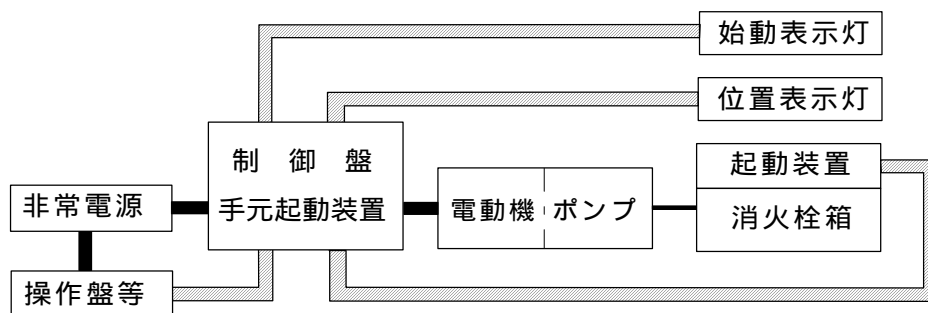 始動表示灯
位置表示灯
制御盤
手元起動装置
非常電源
操作盤等
電動機
ポンプ
起動装置
消火栓箱